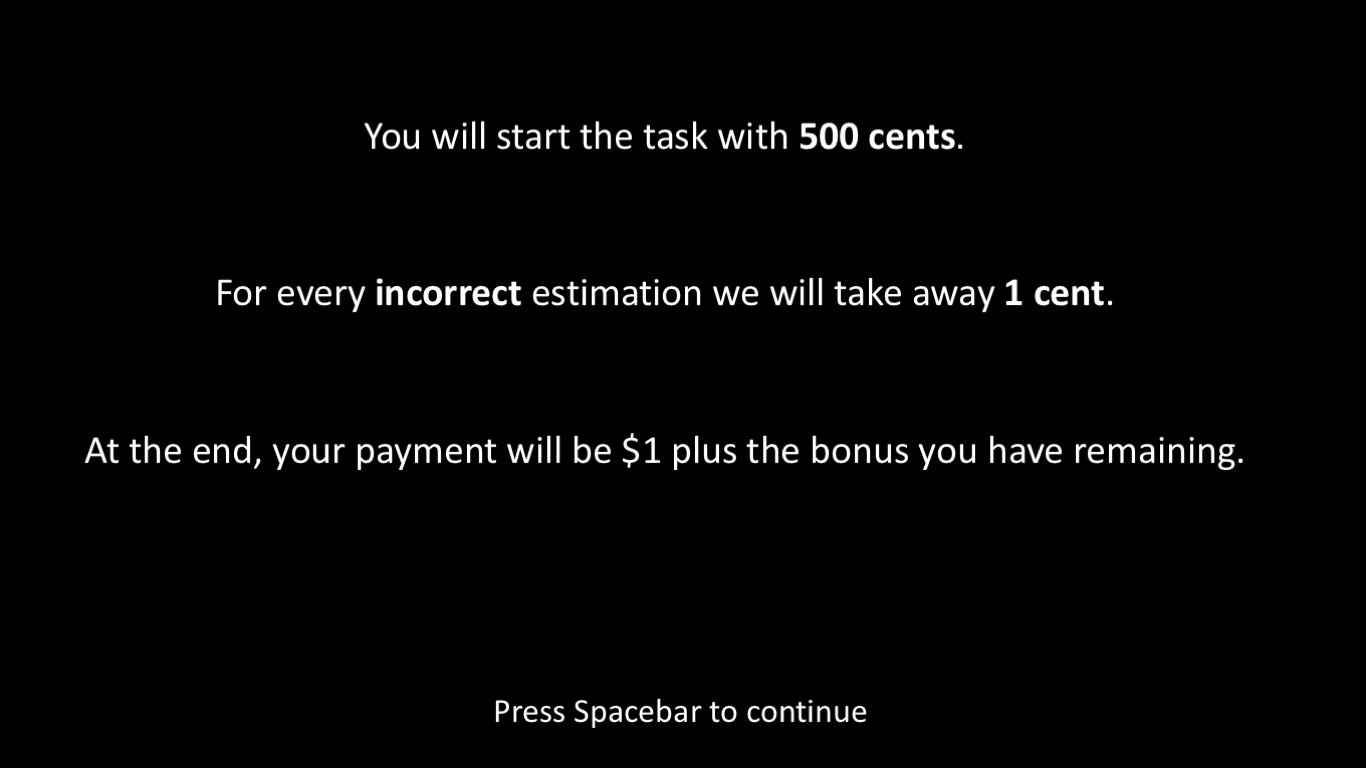 You will start the task with 500 cents.
For every incorrect estimation we will take away 1 cent.
At the end, your payment will be $1 plus the bonus you have remaining.
Press Spacebar to continue